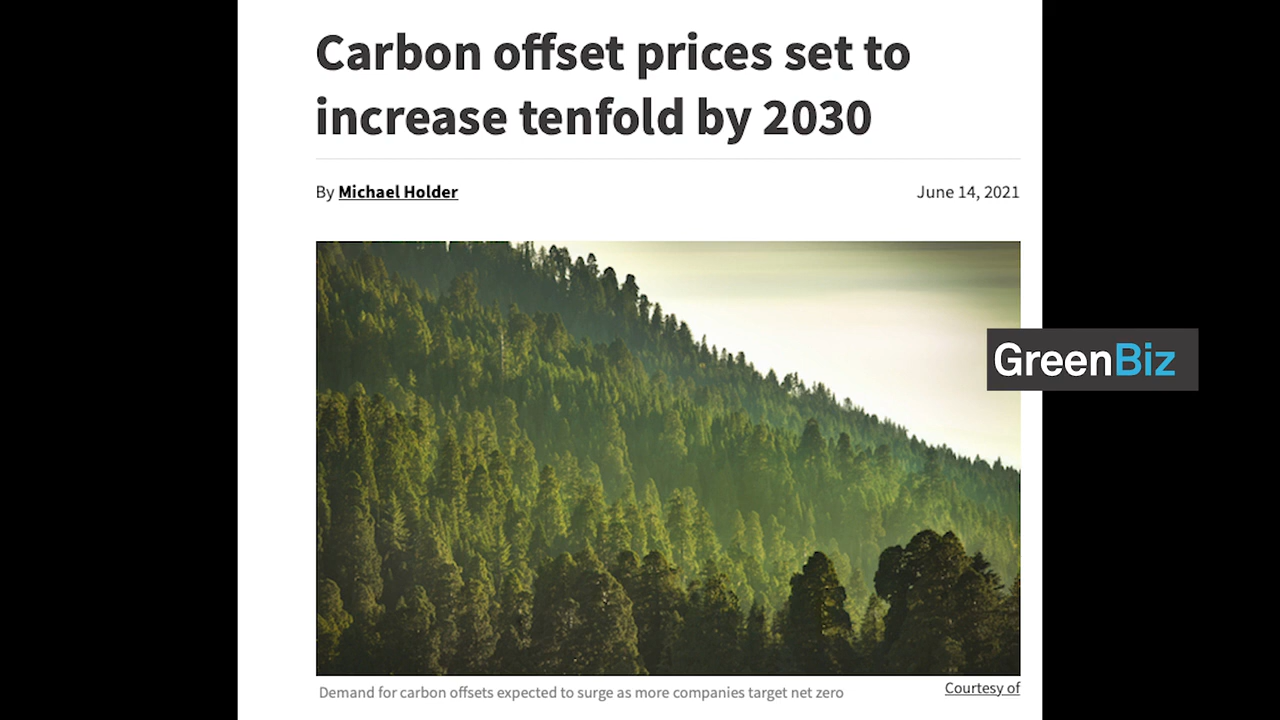 Carbon offset prices set to
increase tenfold by 2030
By Michael Holder
June 14, 2021
GreenBiz
Demand for carbon offsets expected to surge as more companies target net zero
Courtesy of